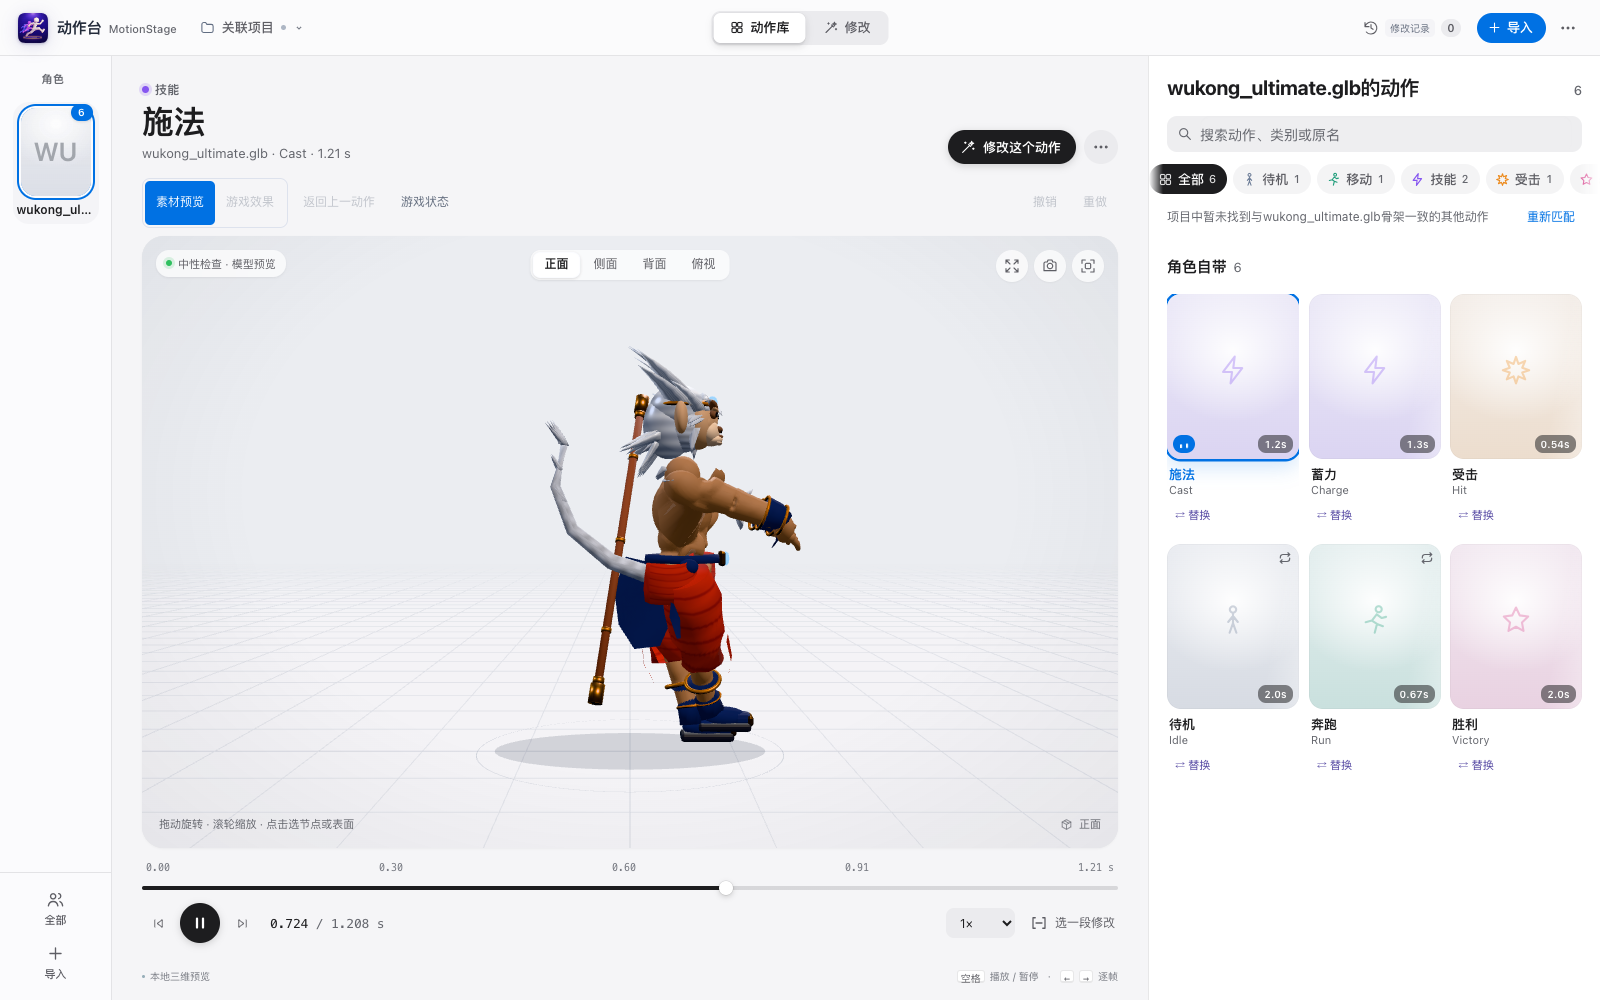 动作台 MotionStage
关联项目
动作库
修改
修改记录 0
导入
角色
6
WU
wukong_ul...
全部
导入
技能
施法
wukong_ultimate.glb · Cast · 1.21 s
修改这个动作
素材预览
游戏效果
返回上一动作
游戏状态
撤销
重做
中性检查 · 模型预览
正面
侧面
背面
俯视
拖动旋转 · 滚轮缩放 · 点击选节点或表面
正面
0.00
0.30
0.60
0.91
1.21 s
0.724 / 1.208 s
1×
选一段修改
本地三维预览
空格 播放 / 暂停 · ← → 逐帧
wukong_ultimate.glb的动作
6
搜索动作、类别或原名
全部 6
待机 1
移动 1
技能 2
受击 1
项目中暂未找到与wukong_ultimate.glb骨架一致的其他动作
重新匹配
角色自带 6
1.2s
1.3s
0.54s
施法
Cast
替换
蓄力
Charge
替换
受击
Hit
替换
2.0s
0.67s
2.0s
待机
Idle
替换
奔跑
Run
替换
胜利
Victory
替换